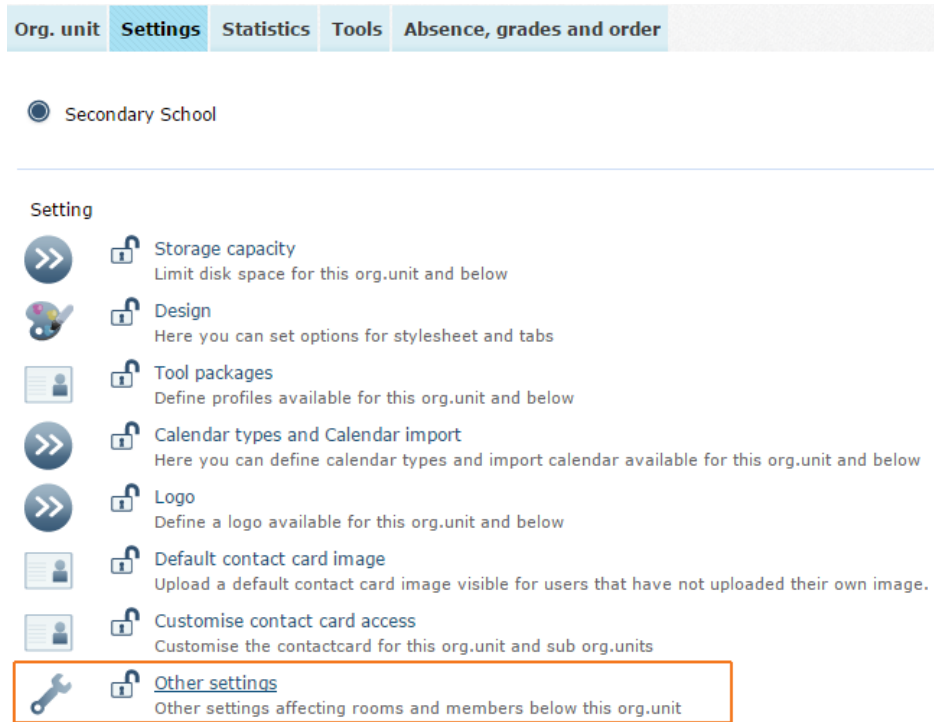 Org. unit Settings Statistics Tools Absence, grades and order
Secondary School
Setting
Storage capacity
Limit disk space for this org.unit and below
Design
Here you can set options for stylesheet and tabs
Tool packages
Define profiles available for this org.unit and below
Calendar types and Calendar import
Here you can define calendar types and import calendar available for this org.unit and below
Logo
Define a logo available for this org.unit and below
Default contact card image
Upload a default contact card image visible for users that have not uploaded their own image.
Customise contact card access
Customise the contactcard for this org.unit and sub org.units
Other settings
Other settings affecting rooms and members below this org.unit